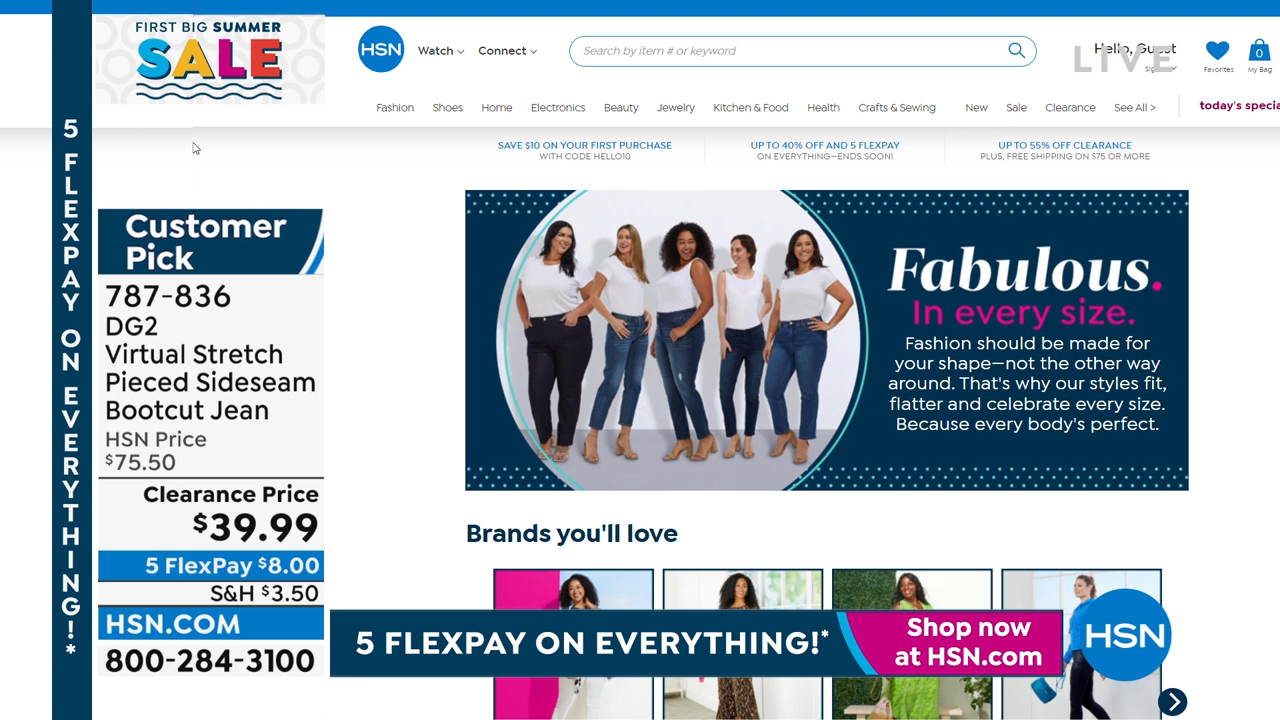 FIRST BIG SUMMER
SALE
5 FLEXPAY ON EVERYTHING!*
HSN
Watch
Connect
Search by item # or keyword
Hello, Guest
LIVE
Favorites
0
My Bag
Fashion
Shoes
Home
Electronics
Beauty
Jewelry
Kitchen & Food
Health
Crafts & Sewing
New
Sale
Clearance
See All >
today's specia
SAVE $10 ON YOUR FIRST PURCHASE
WITH CODE HELLO10
UP TO 40% OFF AND 5 FLEXPAY
ON EVERYTHING—ENDS SOON!
UP TO 55% OFF CLEARANCE
PLUS, FREE SHIPPING ON $75 OR MORE
Customer
Pick
787-836
DG2
Virtual Stretch
Pieced Sideseam
Bootcut Jean
HSN Price
$75.50
Clearance Price
$39.99
5 FlexPay $8.00
S&H $3.50
HSN.COM
800-284-3100
Fabulous.
In every size.
Fashion should be made for
your shape—not the other way
around. That's why our styles fit,
flatter and celebrate every size.
Because every body's perfect.
Brands you'll love
5 FLEXPAY ON EVERYTHING!*
Shop now
at HSN.com
HSN